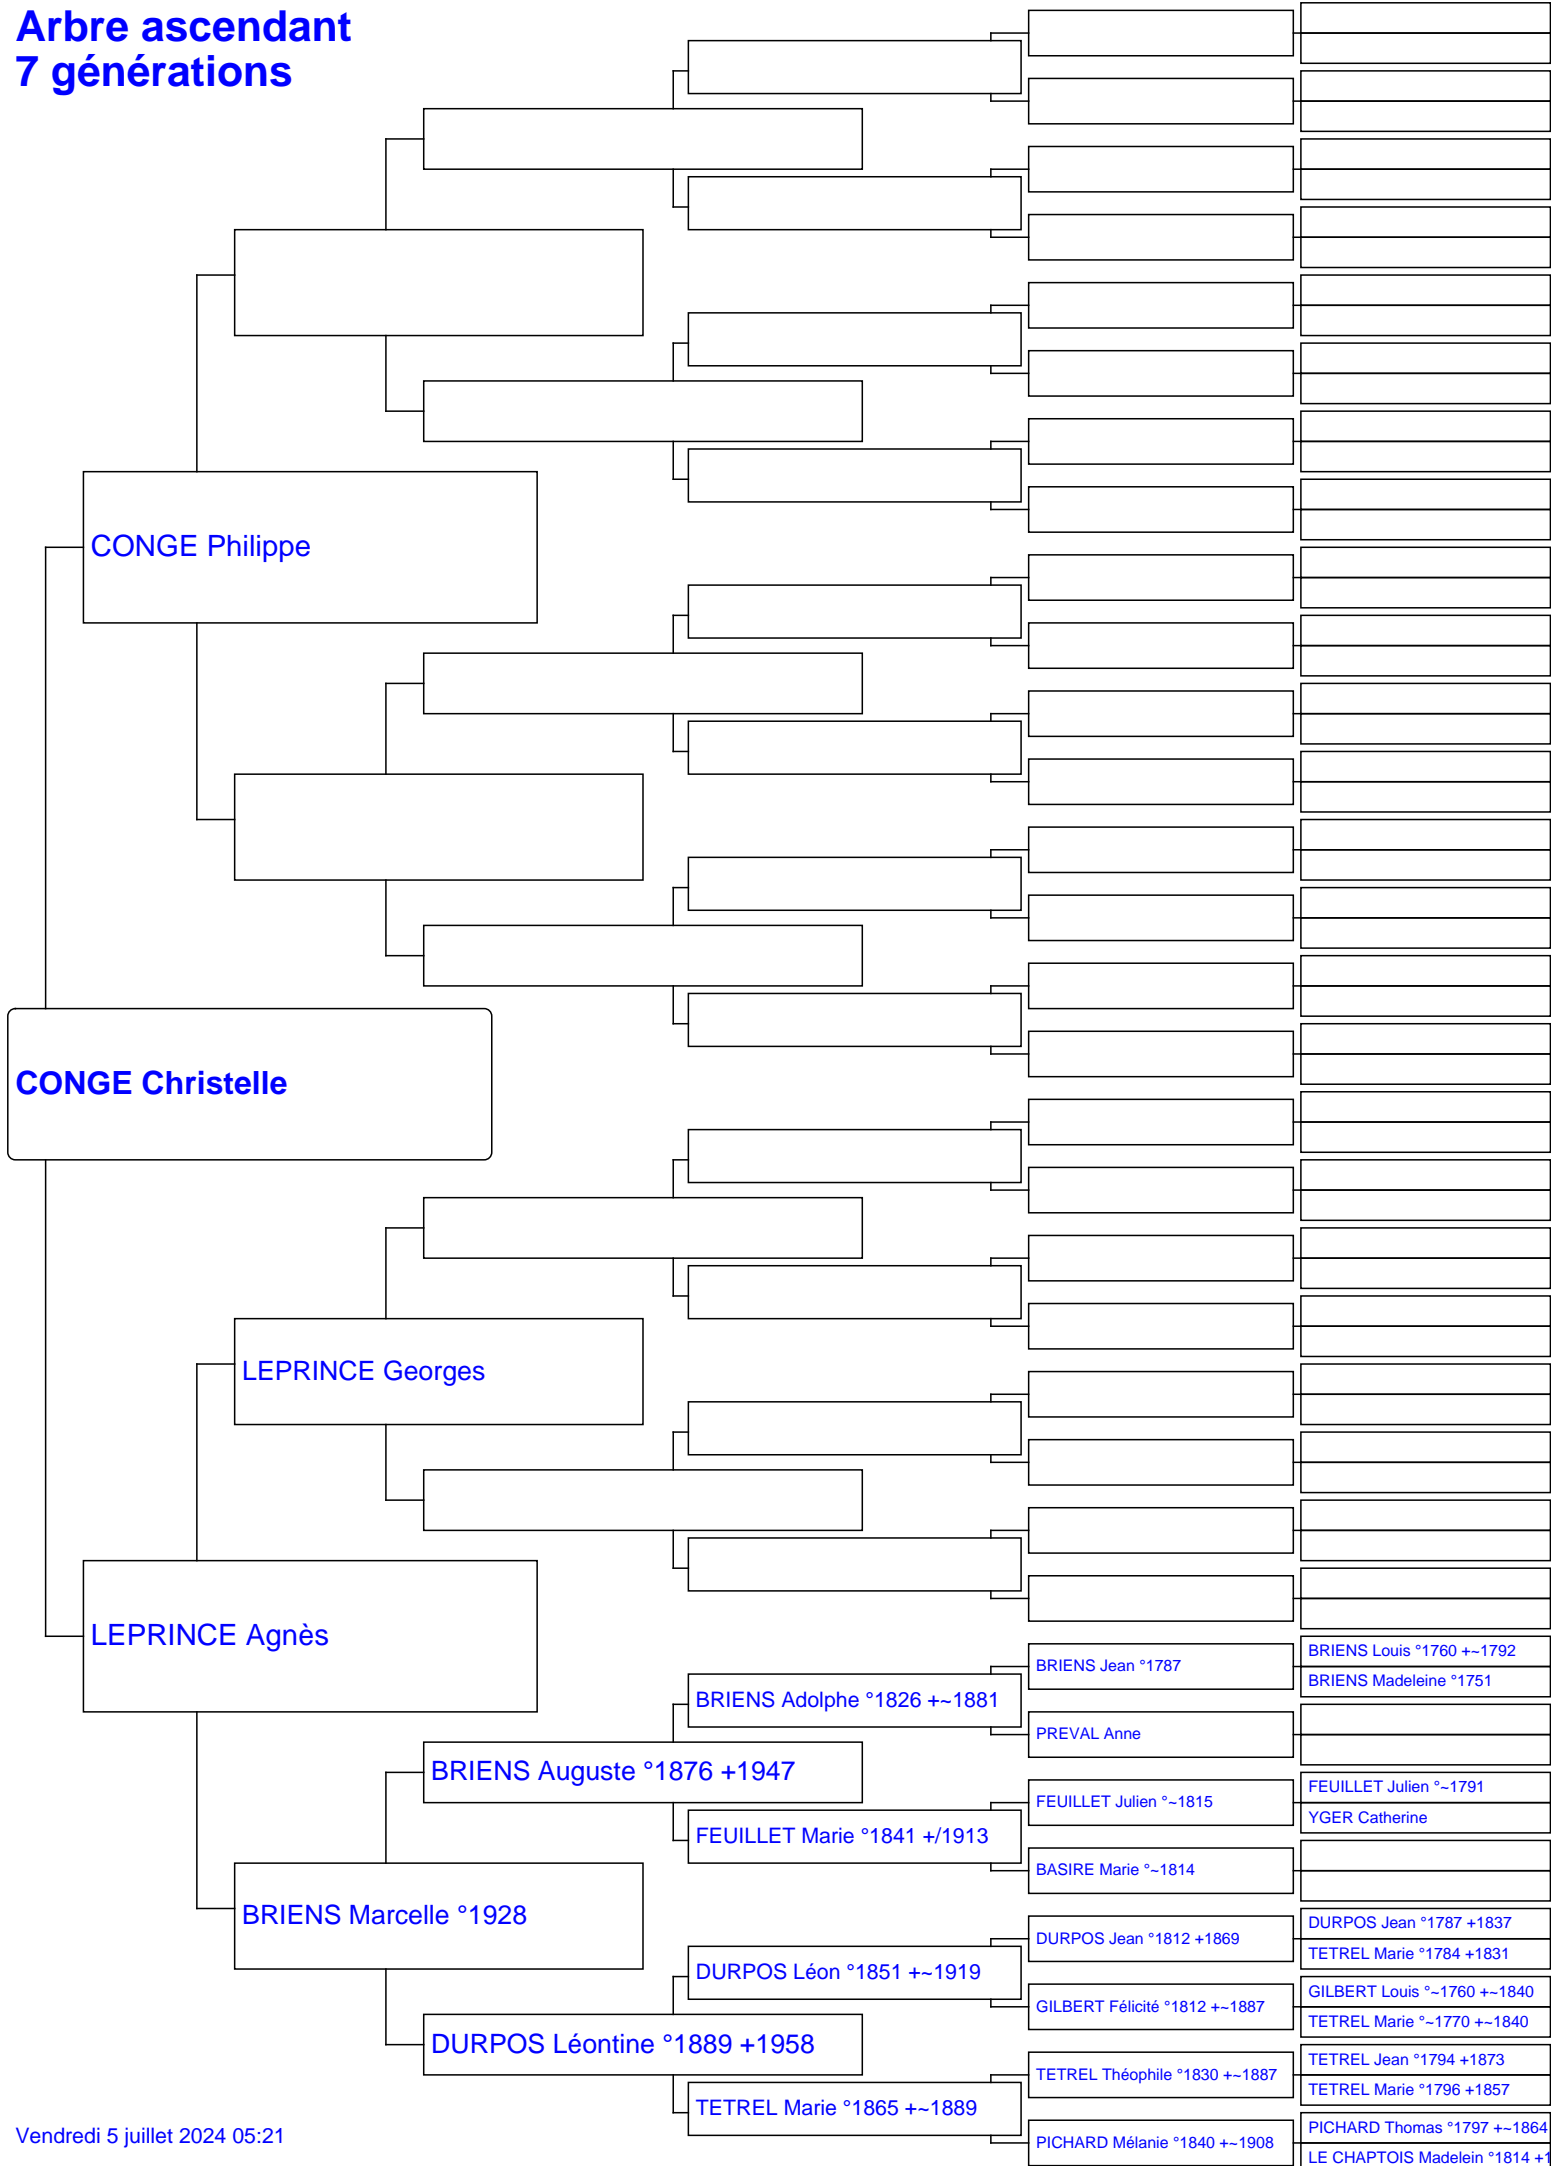 Arbre ascendant
7 générations
CONGE Philippe
CONGE Christelle
LEPRINCE Georges
LEPRINCE Agnès
BRIENS Louis °1760 +~1792
BRIENS Jean °1787
BRIENS Madeleine °1751
BRIENS Adolphe °1826 +~1881
PREVAL Anne
BRIENS Auguste °1876 +1947
FEUILLET Julien °~1791
FEUILLET Julien °~1815
YGER Catherine
FEUILLET Marie °1841 +/1913
BASIRE Marie °~1814
BRIENS Marcelle °1928
DURPOS Jean °1787 +1837
DURPOS Jean °1812 +1869
TETREL Marie °1784 +1831
DURPOS Léon °1851 +~1919
GILBERT Louis °~1760 +~1840
GILBERT Félicité °1812 +~1887
TETREL Marie °~1770 +~1840
DURPOS Léontine °1889 +1958
TETREL Jean °1794 +1873
TETREL Théophile °1830 +~1887
TETREL Marie °1796 +1857
TETREL Marie °1865 +~1889
PICHARD Thomas °1797 +~1864
PICHARD Mélanie °1840 +~1908
LE CHAPTOIS Madelein °1814 +1
Vendredi 5 juillet 2024 05:21